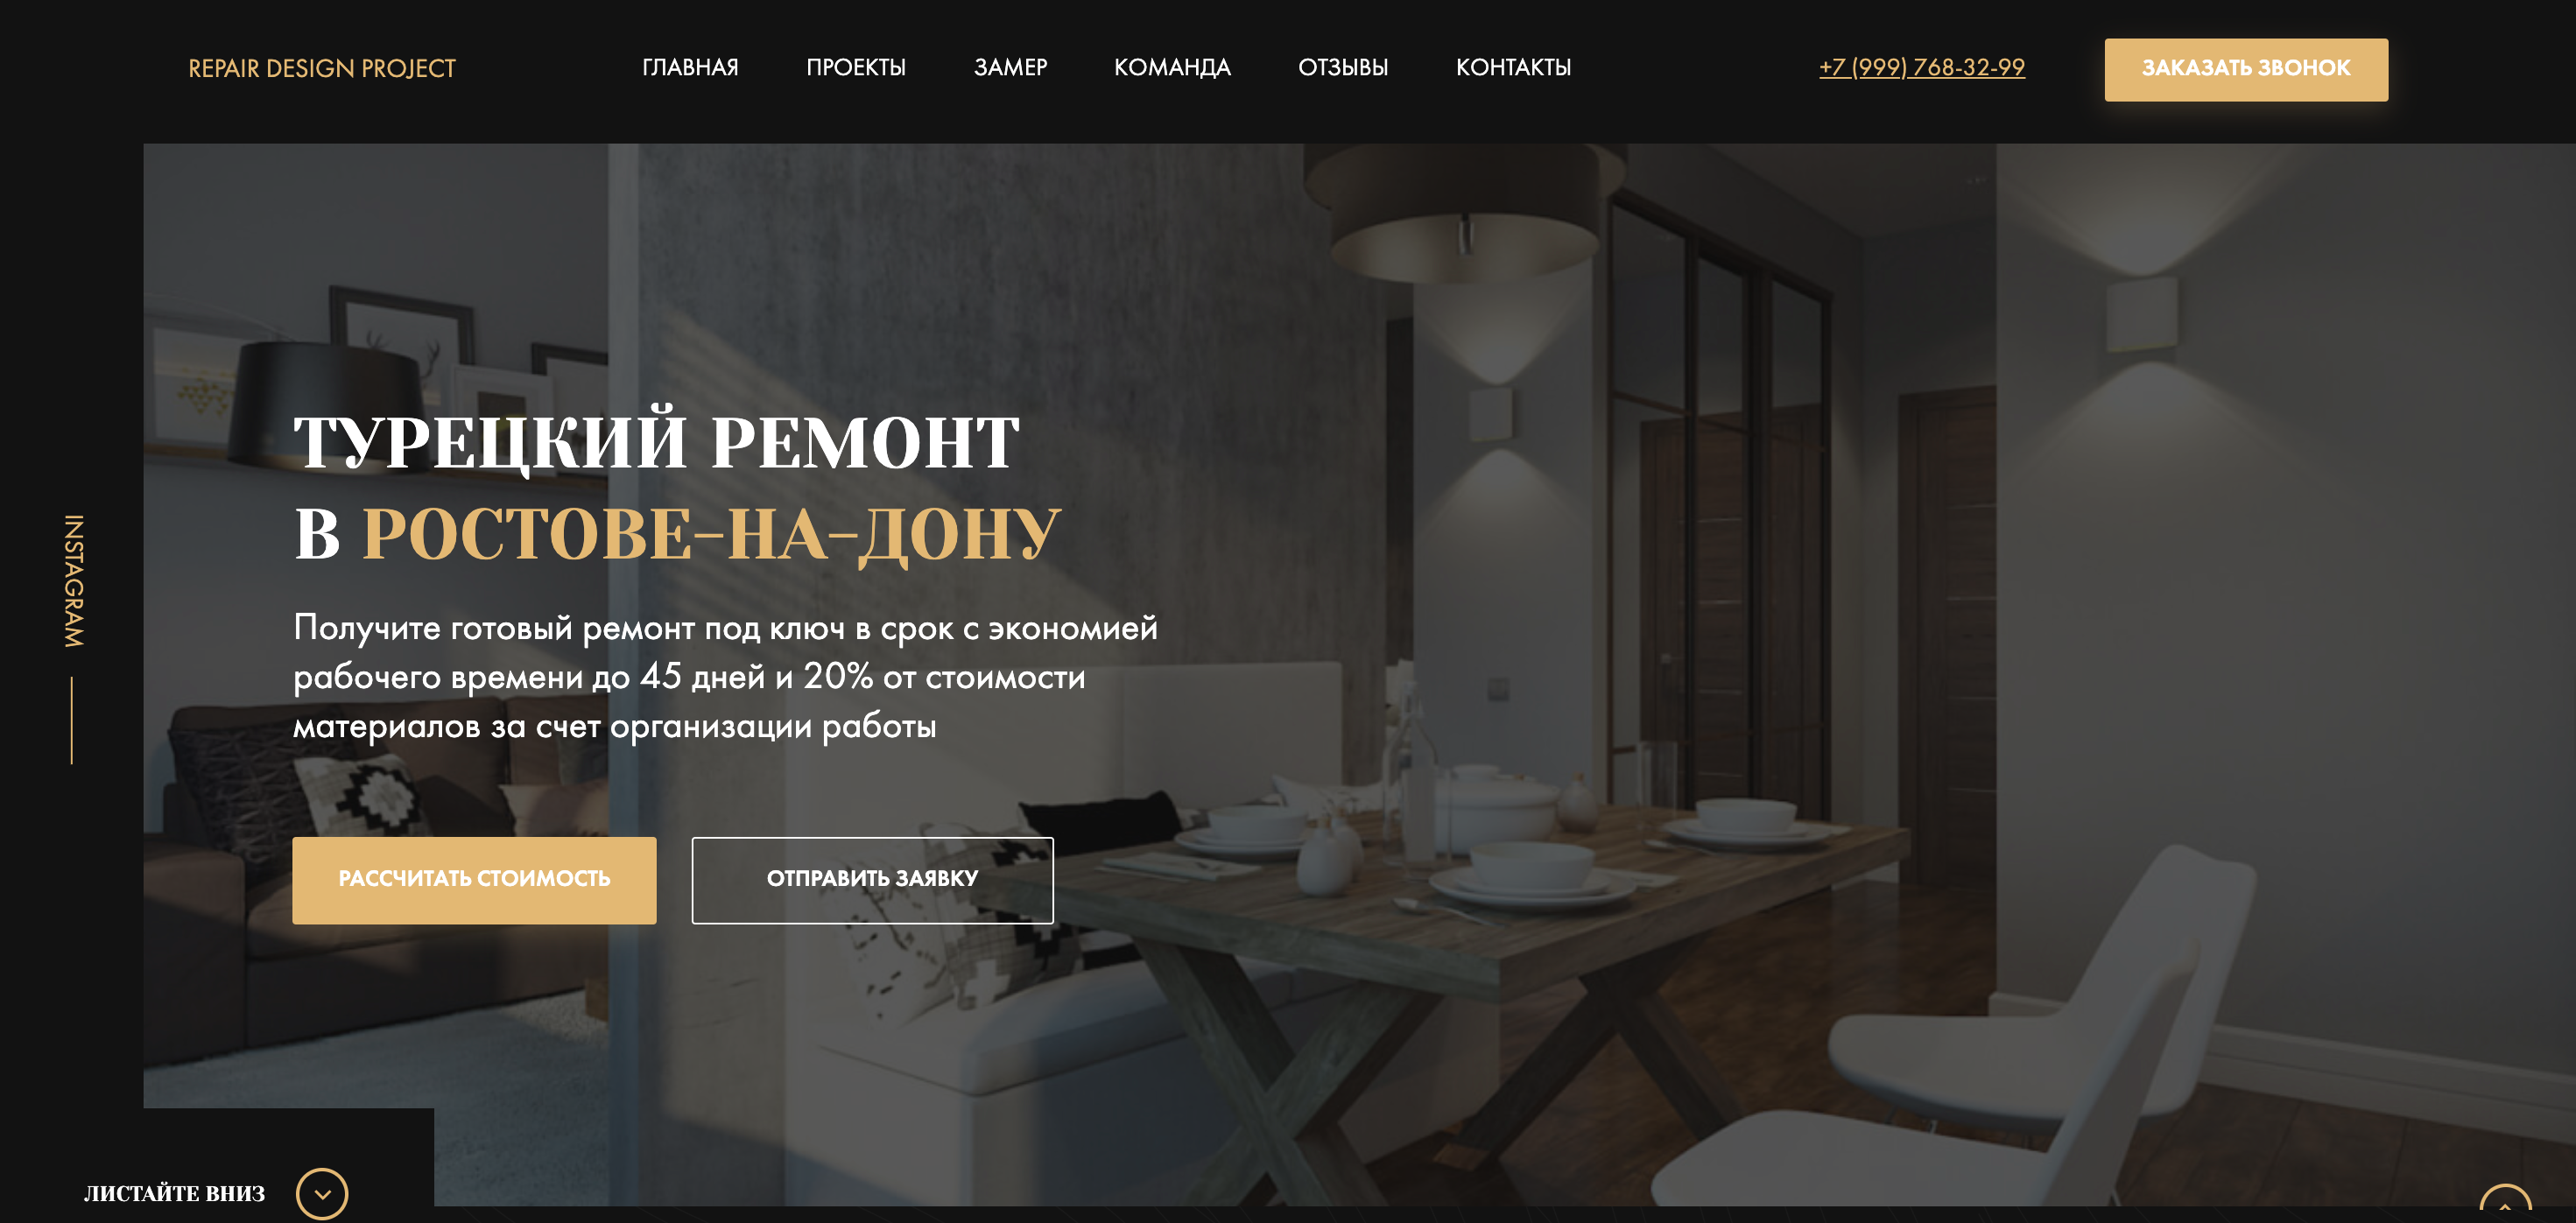 REPAIR DESIGN PROJECT
ГЛАВНАЯ
ПРОЕКТЫ
ЗАМЕР
КОМАНДА
ОТЗЫВЫ
КОНТАКТЫ
+7 (999) 768-32-99
ЗАКАЗАТЬ ЗВОНОК
ТУРЕЦКИЙ РЕМОНТ
В РОСТОВЕ-НА-ДОНУ
Получите готовый ремонт под ключ в срок с экономией
рабочего времени до 45 дней и 20% от стоимости
материалов за счет организации работы
INSTAGRAM
РАССЧИТАТЬ СТОИМОСТЬ
ОТПРАВИТЬ ЗАЯВКУ
ЛИСТАЙТЕ ВНИЗ